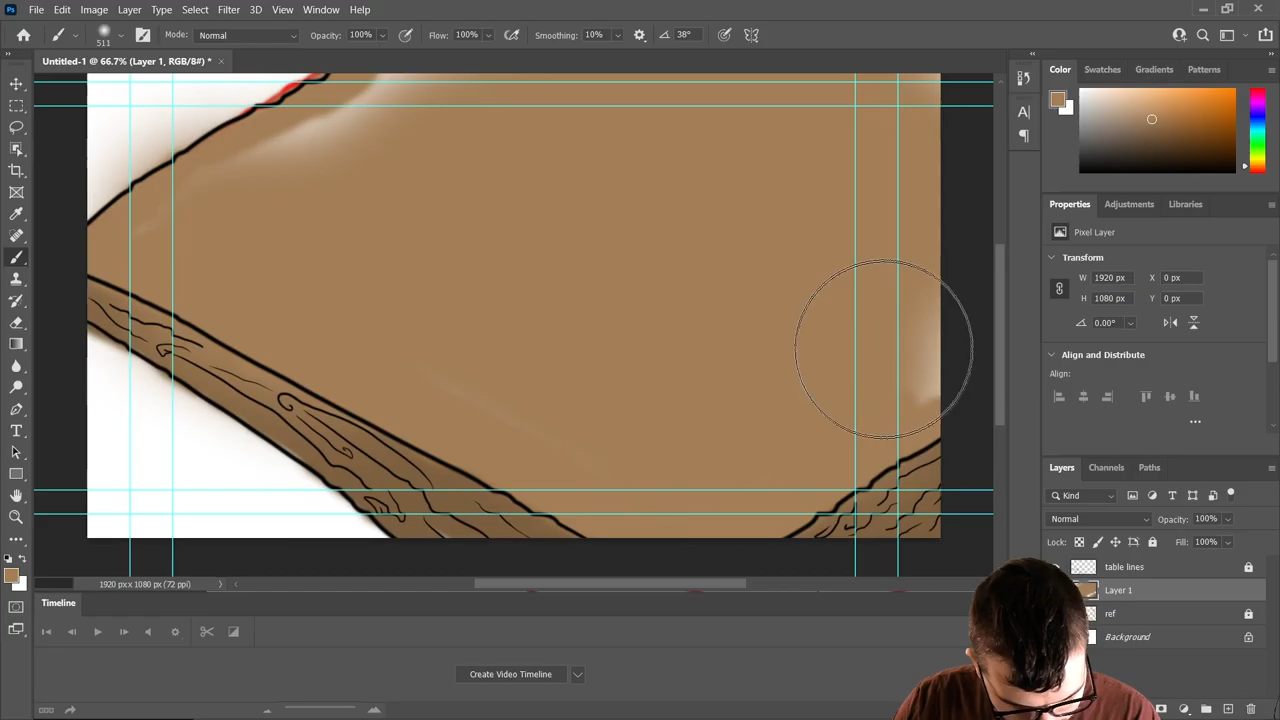 Ps File Edit Image Layer Type Select Filter 3D View Window Help
511 Mode: Normal Opacity: 100% Flow: 100% Smoothing: 10% 38°
Untitled-1 @ 66.7% (Layer 1, RGB/8#) *
Color Swatches Gradients Patterns
Properties Adjustments Libraries
Pixel Layer
Transform
W 1920 px X 0 px
H 1080 px Y 0 px
0.00°
Align and Distribute
Align:
Layers Channels Paths
Kind
Normal Opacity: 100%
Lock: Fill: 100%
table lines
Layer 1
ref
Background
1920 px x 1080 px (72 ppi)
Timeline
Create Video Timeline